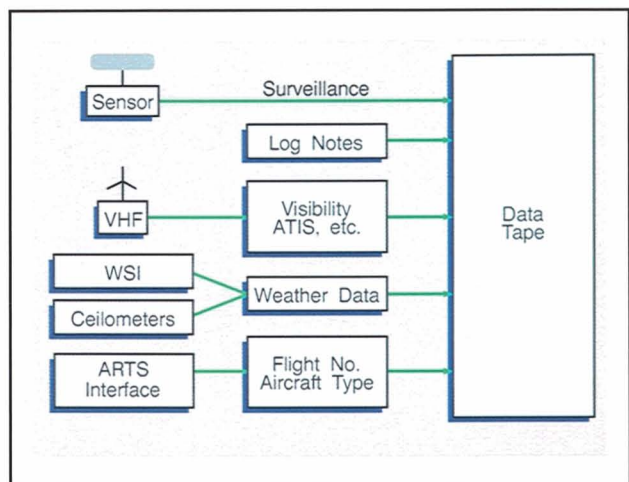 Sensor
Surveillance
Log Notes
VHF
Visibility
ATIS, etc.
Data
Tape
WSI
Weather Data
Ceilometers
ARTS
Interface
Flight No.
Aircraft Type